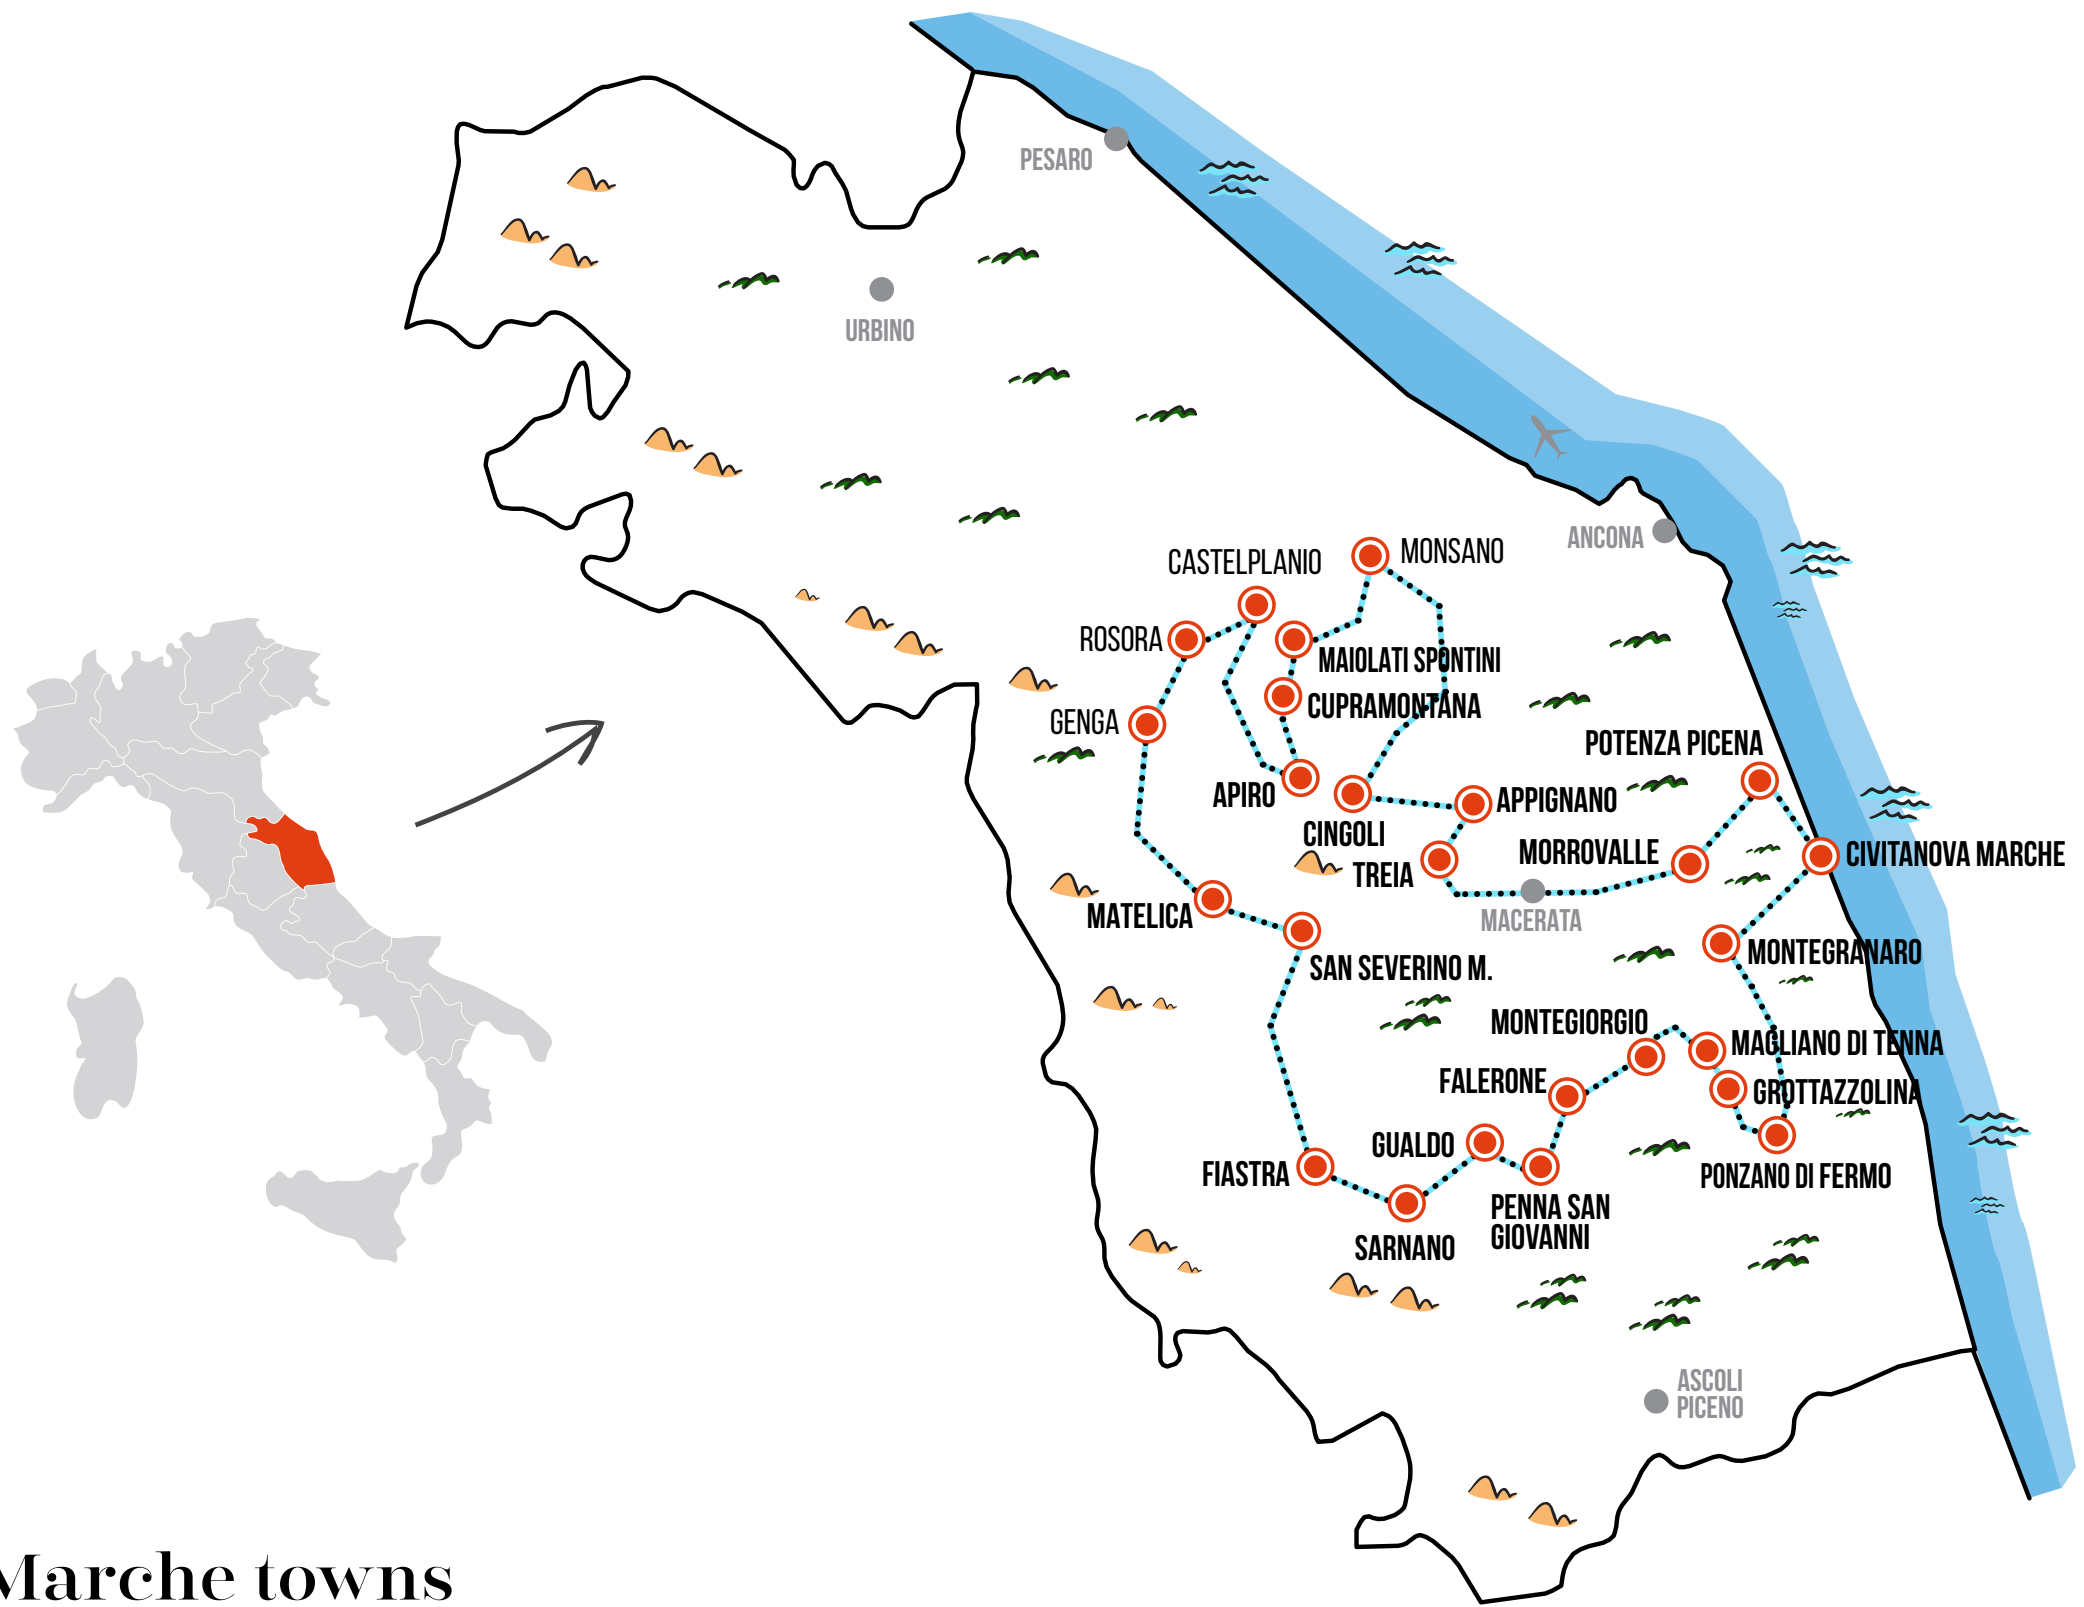 PESARO
URBINO
ANCONA
CASTELPLANIO
MONSANO
ROSORA
MAIOLATI SPONTINI
GENGA
CUPRAMONTANA
POTENZA PICENA
APIRO
APPIGNANO
CINGOLI
MORROVALLE
CIVITANOVA MARCHE
TREIA
MATELICA
MACERATA
MONTEGRANARO
SAN SEVERINO M.
MONTEGIORGIO
MAGLIANO DI TENNA
FALERONE
GROTTAZZOLINA
GUALDO
FIASTRA
PONZANO DI FERMO
PENNA SAN
GIOVANNI
SARNANO
ASCOLI
PICENO
Marche towns